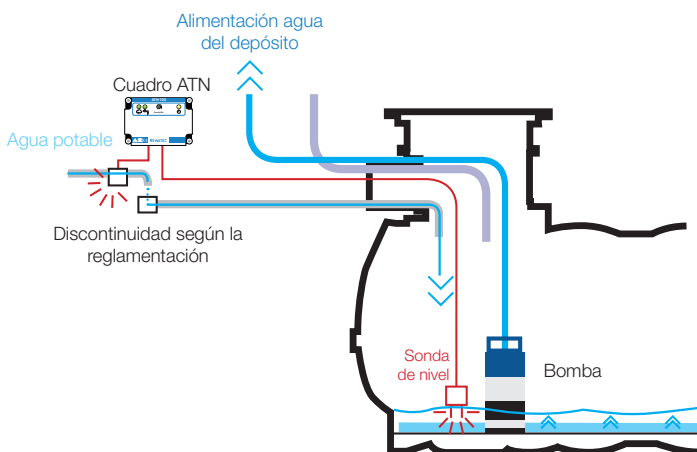 Alimentación agua
del depósito
Cuadro ATN
Agua potable
Discontinuidad según la
reglamentación
Sonda
de nivel
Bomba